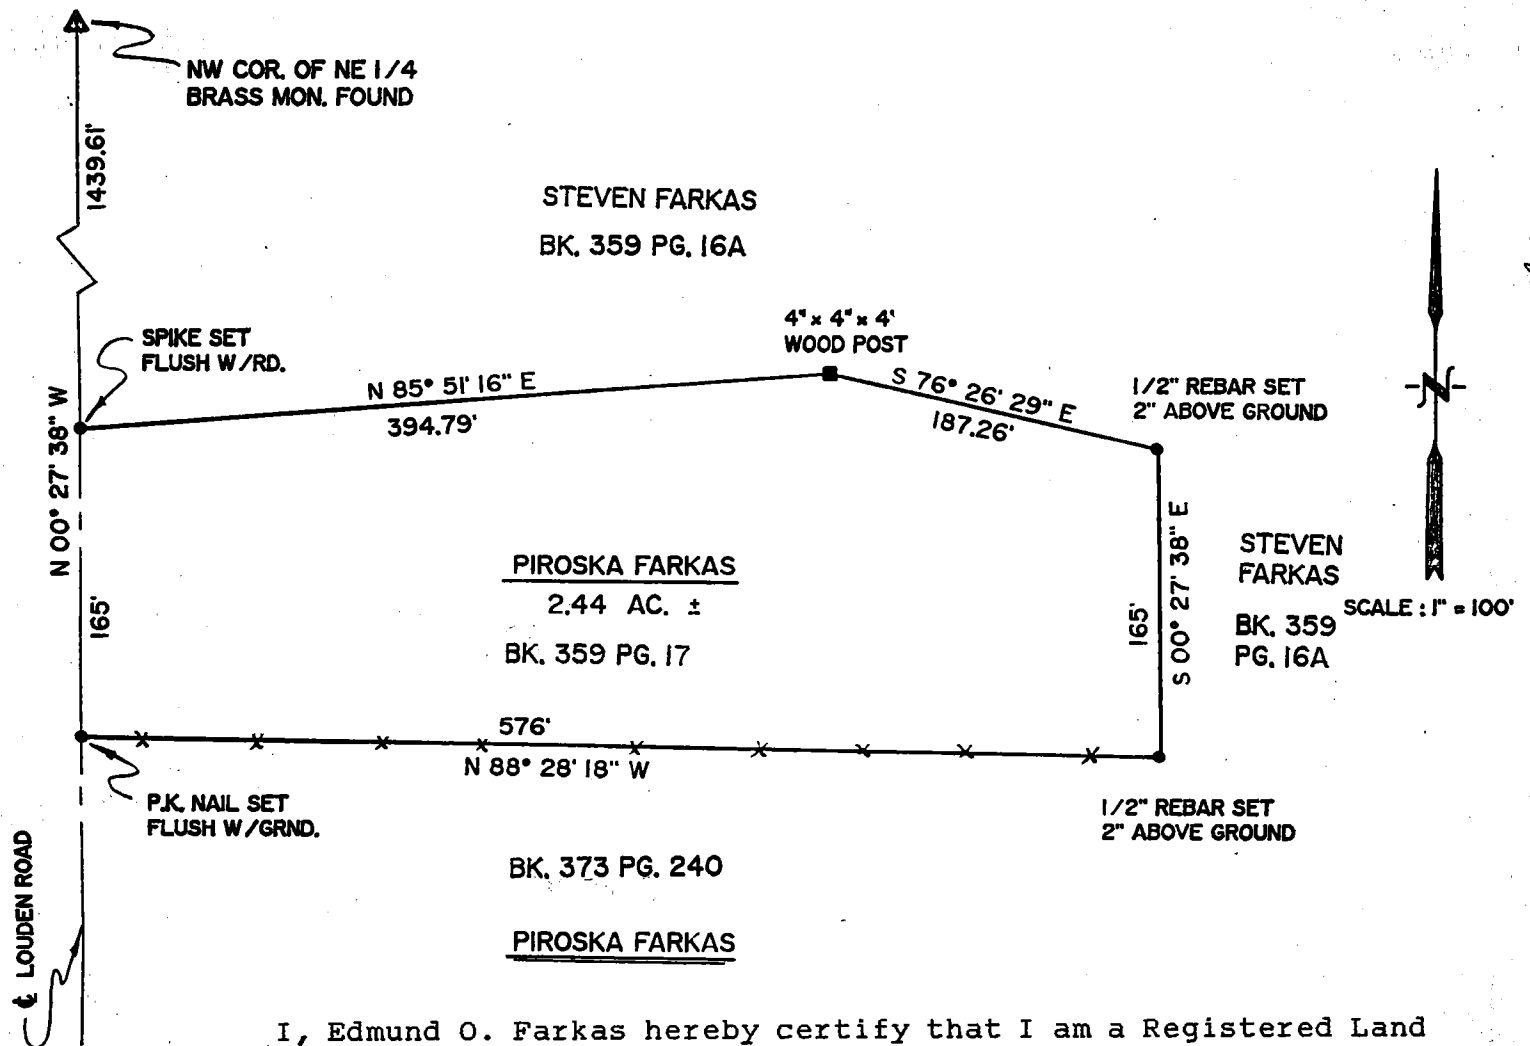 NW COR. OF NE 1/4
BRASS MON. FOUND
1439.61'
STEVEN FARKAS
BK. 359 PG. 16A
SPIKE SET
FLUSH W/RD.
4" x 4" x 4'
WOOD POST
N 85° 51' 16" E
394.79'
S 76° 26' 29" E
187.26'
1/2" REBAR SET
2" ABOVE GROUND
N
SCALE : 1" = 100'
N 00° 27' 38" W
165'
PIROSKA FARKAS
2.44 AC. ±
BK. 359 PG. 17
165'
S 00° 27' 38" E
STEVEN
FARKAS
BK. 359
PG. 16A
576'
N 88° 28' 18" W
P.K. NAIL SET
FLUSH W/GRND.
1/2" REBAR SET
2" ABOVE GROUND
BK. 373 PG. 240
PIROSKA FARKAS
℄ LOUDEN ROAD
I, Edmund O. Farkas hereby certify that I am a Registered Land